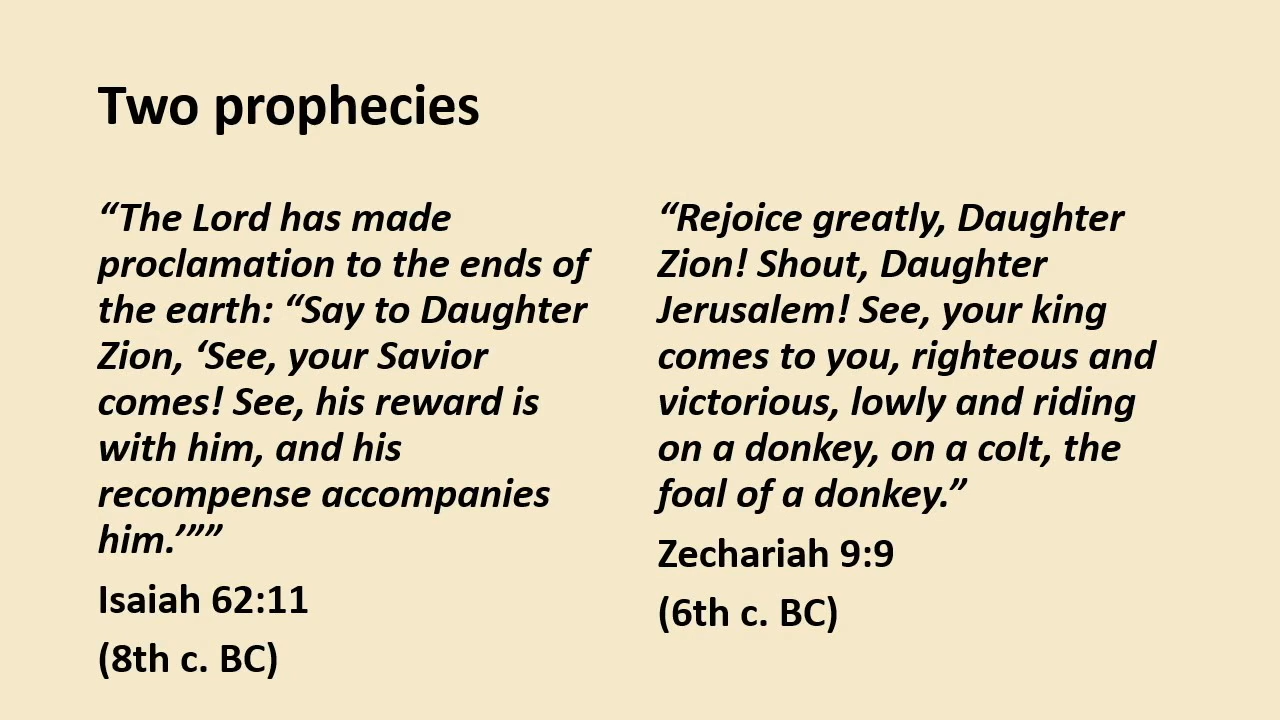 Two prophecies
“The Lord has made
proclamation to the ends of
the earth: “Say to Daughter
Zion, ‘See, your Savior
comes! See, his reward is
with him, and his
recompense accompanies
him.’””
Isaiah 62:11
(8th c. BC)
“Rejoice greatly, Daughter
Zion! Shout, Daughter
Jerusalem! See, your king
comes to you, righteous and
victorious, lowly and riding
on a donkey, on a colt, the
foal of a donkey.”
Zechariah 9:9
(6th c. BC)